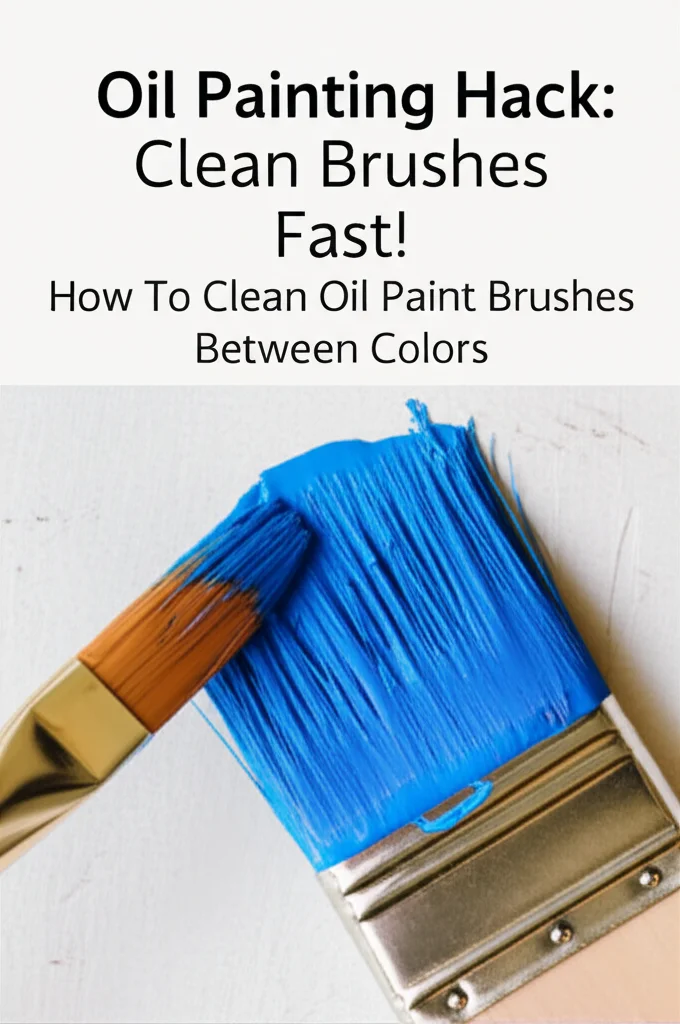 Oil Painting Hack:
Clean Brushes
Fast!
How To Clean Oil Paint Brushes
Between Colors